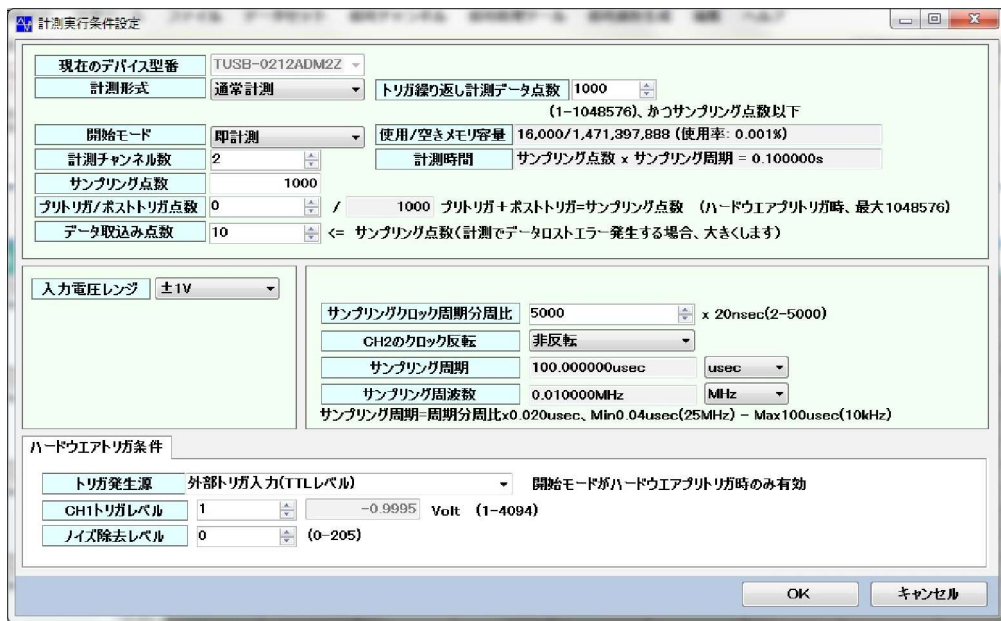 計測実行条件設定
現在のデバイス型番 TUSB-0212ADM2Z
計測形式 通常計測 トリガ繰り返し計測データ点数 1000
(1-1048576)、かつサンプリング点数以下
開始モード 即計測 使用/空きメモリ容量 16,000/1,471,397,888 (使用率: 0.001%)
計測チャンネル数 2 計測時間 サンプリング点数 x サンプリング周期 = 0.100000s
サンプリング点数 1000
プリトリガ/ポストトリガ点数 0 / 1000 プリトリガ+ポストトリガ=サンプリング点数 (ハードウエアプリトリガ時、最大1048576)
データ取込み点数 10 <= サンプリング点数(計測でデータロストエラー発生する場合、大きくします)
入力電圧レンジ ±1V
サンプリングクロック周期分周比 5000 x 20nsec(2-5000)
CH2のクロック反転 非反転
サンプリング周期 100.000000usec usec
サンプリング周波数 0.010000MHz MHz
サンプリング周期=周期分周比x0.020usec、Min0.04usec(25MHz) - Max100usec(10kHz)
ハードウエアトリガ条件
トリガ発生源 外部トリガ入力(TTLレベル) 開始モードがハードウエアプリトリガ時のみ有効
CH1トリガレベル 1 -0.9995 Volt (1-4094)
ノイズ除去レベル 0 (0-205)
OK キャンセル